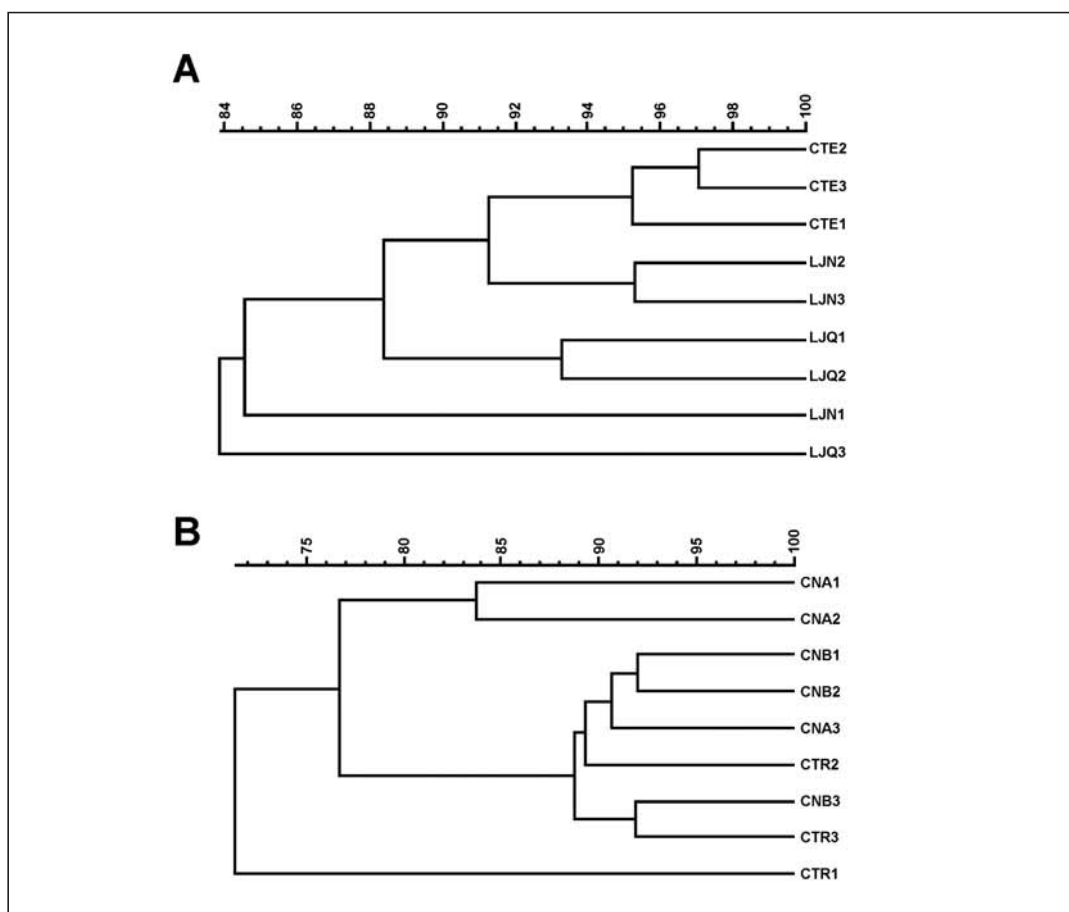 A
84 86 88 90 92 94 96 98 100
CTE2
CTE3
CTE1
LJN2
LJN3
LJQ1
LJQ2
LJN1
LJQ3
B
75 80 85 90 95 100
CNA1
CNA2
CNB1
CNB2
CNA3
CTR2
CNB3
CTR3
CTR1